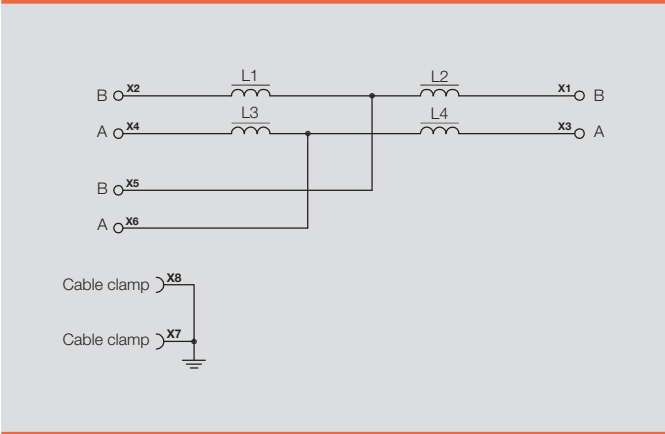 L1 L2
B X2 X1 B
L3 L4
A X4 X3 A
B X5
A X6
Cable clamp X8
Cable clamp X7